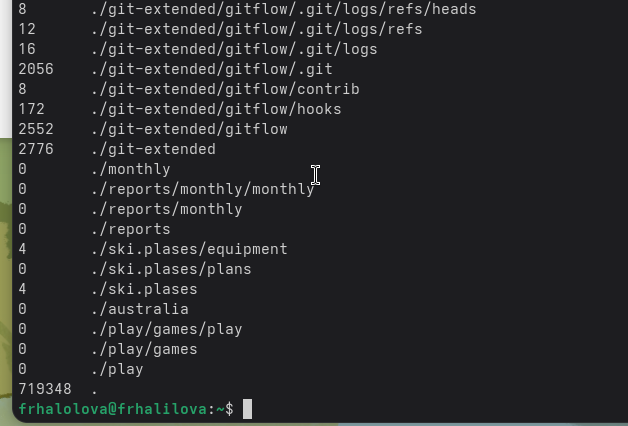 8 ./git-extended/gitflow/.git/logs/refs/heads
12 ./git-extended/gitflow/.git/logs/refs
16 ./git-extended/gitflow/.git/logs
2056 ./git-extended/gitflow/.git
8 ./git-extended/gitflow/contrib
172 ./git-extended/gitflow/hooks
2552 ./git-extended/gitflow
2776 ./git-extended
0 ./monthly
0 ./reports/monthly/monthly
0 ./reports/monthly
0 ./reports
4 ./ski.plases/equipment
0 ./ski.plases/plans
4 ./ski.plases
0 ./australia
0 ./play/games/play
0 ./play/games
0 ./play
719348 .
frhalolova@frhalilova:~$